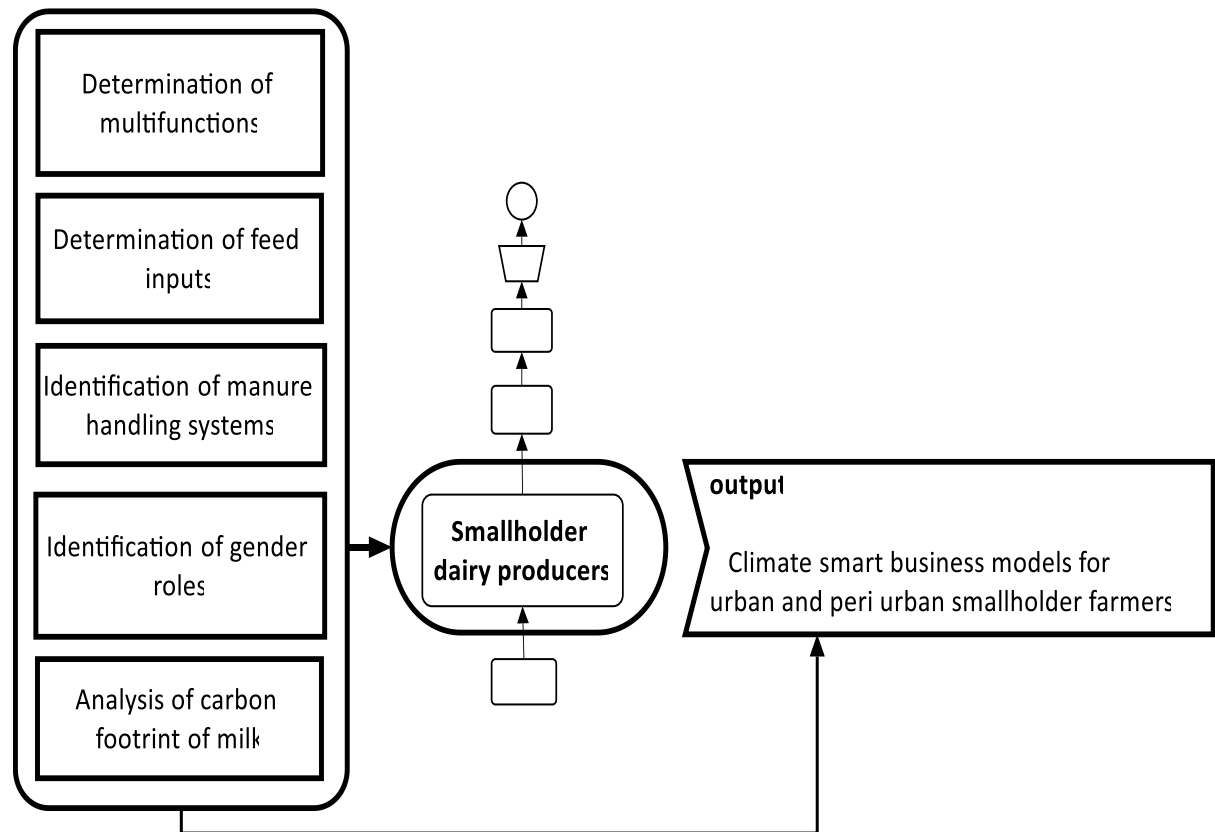 Determination of
multifunctions
Determination of feed
inputs
Identification of manure
handling systems
Identification of gender
roles
Analysis of carbon
footrint of milk
Smallholder
dairy producers
output
Climate smart business models for
urban and peri urban smallholder farmers